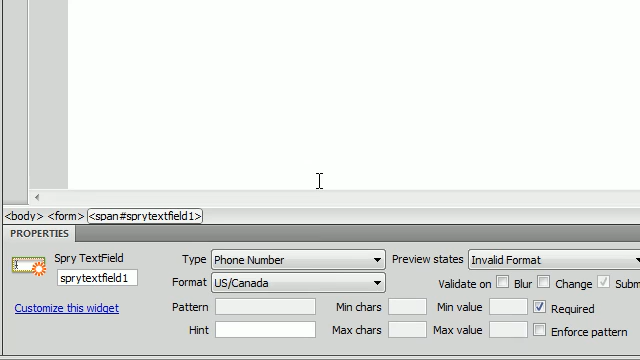 <body> <form> <span#sprytextfield1>
PROPERTIES
Spry TextField
sprytextfield1
Customize this widget
Type Phone Number Preview states Invalid Format
Format US/Canada Validate on Blur Change
Pattern Min chars Min value Required
Hint Max chars Max value Enforce pattern